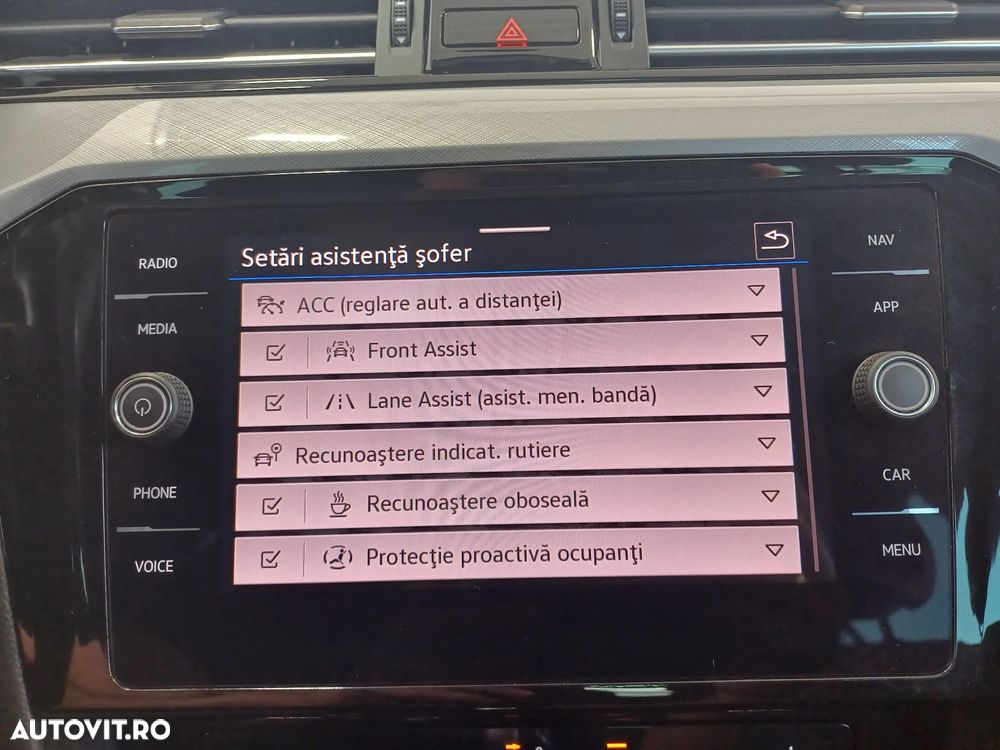 RADIO
MEDIA
PHONE
VOICE
Setări asistenţă şofer
ACC (reglare aut. a distanţei)
Front Assist
Lane Assist (asist. men. bandă)
Recunoaştere indicat. rutiere
Recunoaştere oboseală
Protecţie proactivă ocupanţi
NAV
APP
CAR
MENU
AUTOVIT.RO